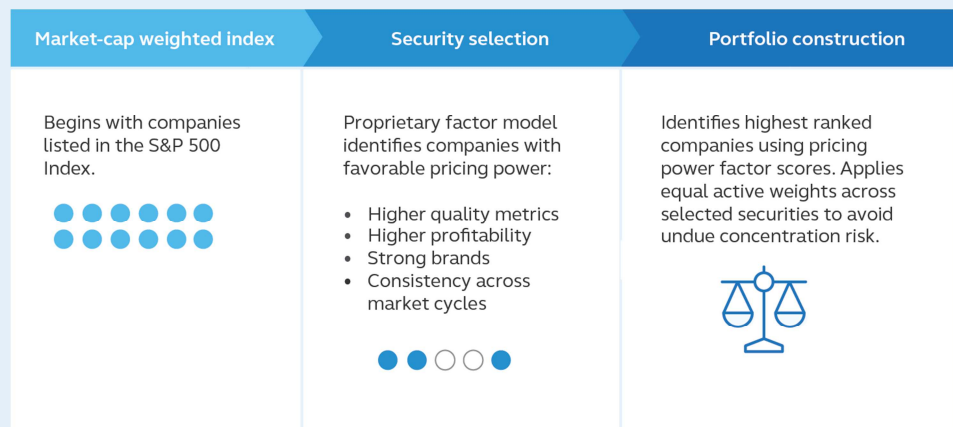 Market-cap weighted index
Security selection
Portfolio construction
Begins with companies
listed in the S&P 500
Index.
Proprietary factor model
identifies companies with
favorable pricing power:
• Higher quality metrics
• Higher profitability
• Strong brands
• Consistency across
market cycles
Identifies highest ranked
companies using pricing
power factor scores. Applies
equal active weights across
selected securities to avoid
undue concentration risk.